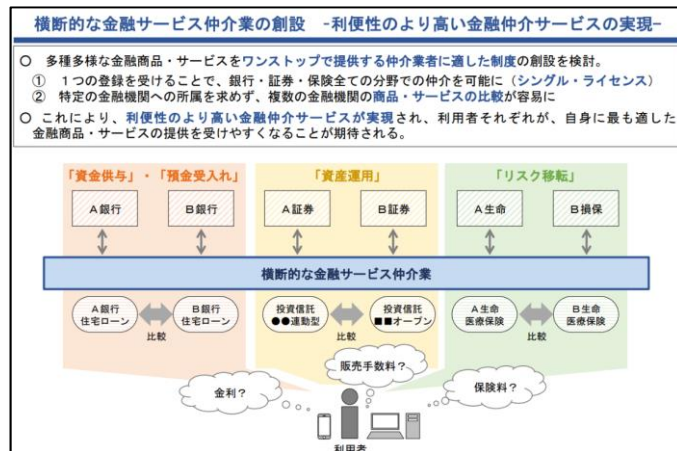 横断的な金融サービス仲介業の創設 -利便性のより高い金融仲介サービスの実現-
○ 多種多様な金融商品・サービスをワンストップで提供する仲介業者に適した制度の創設を検討。
① 1つの登録を受けることで、銀行・証券・保険全ての分野での仲介を可能に（シングル・ライセンス）
② 特定の金融機関への所属を求めず、複数の金融機関の商品・サービスの比較が容易に
○ これにより、利便性のより高い金融仲介サービスが実現され、利用者それぞれが、自身に最も適した
金融商品・サービスの提供を受けやすくなることが期待される。
「資金供与」・「預金受入れ」
「資産運用」
「リスク移転」
A銀行
B銀行
A証券
B証券
A生命
B損保
横断的な金融サービス仲介業
A銀行
住宅ローン
比較
B銀行
住宅ローン
投資信託
●●連動型
比較
投資信託
■■オープン
A生命
医療保険
比較
B生命
医療保険
金利？
販売手数料？
保険料？
利用者